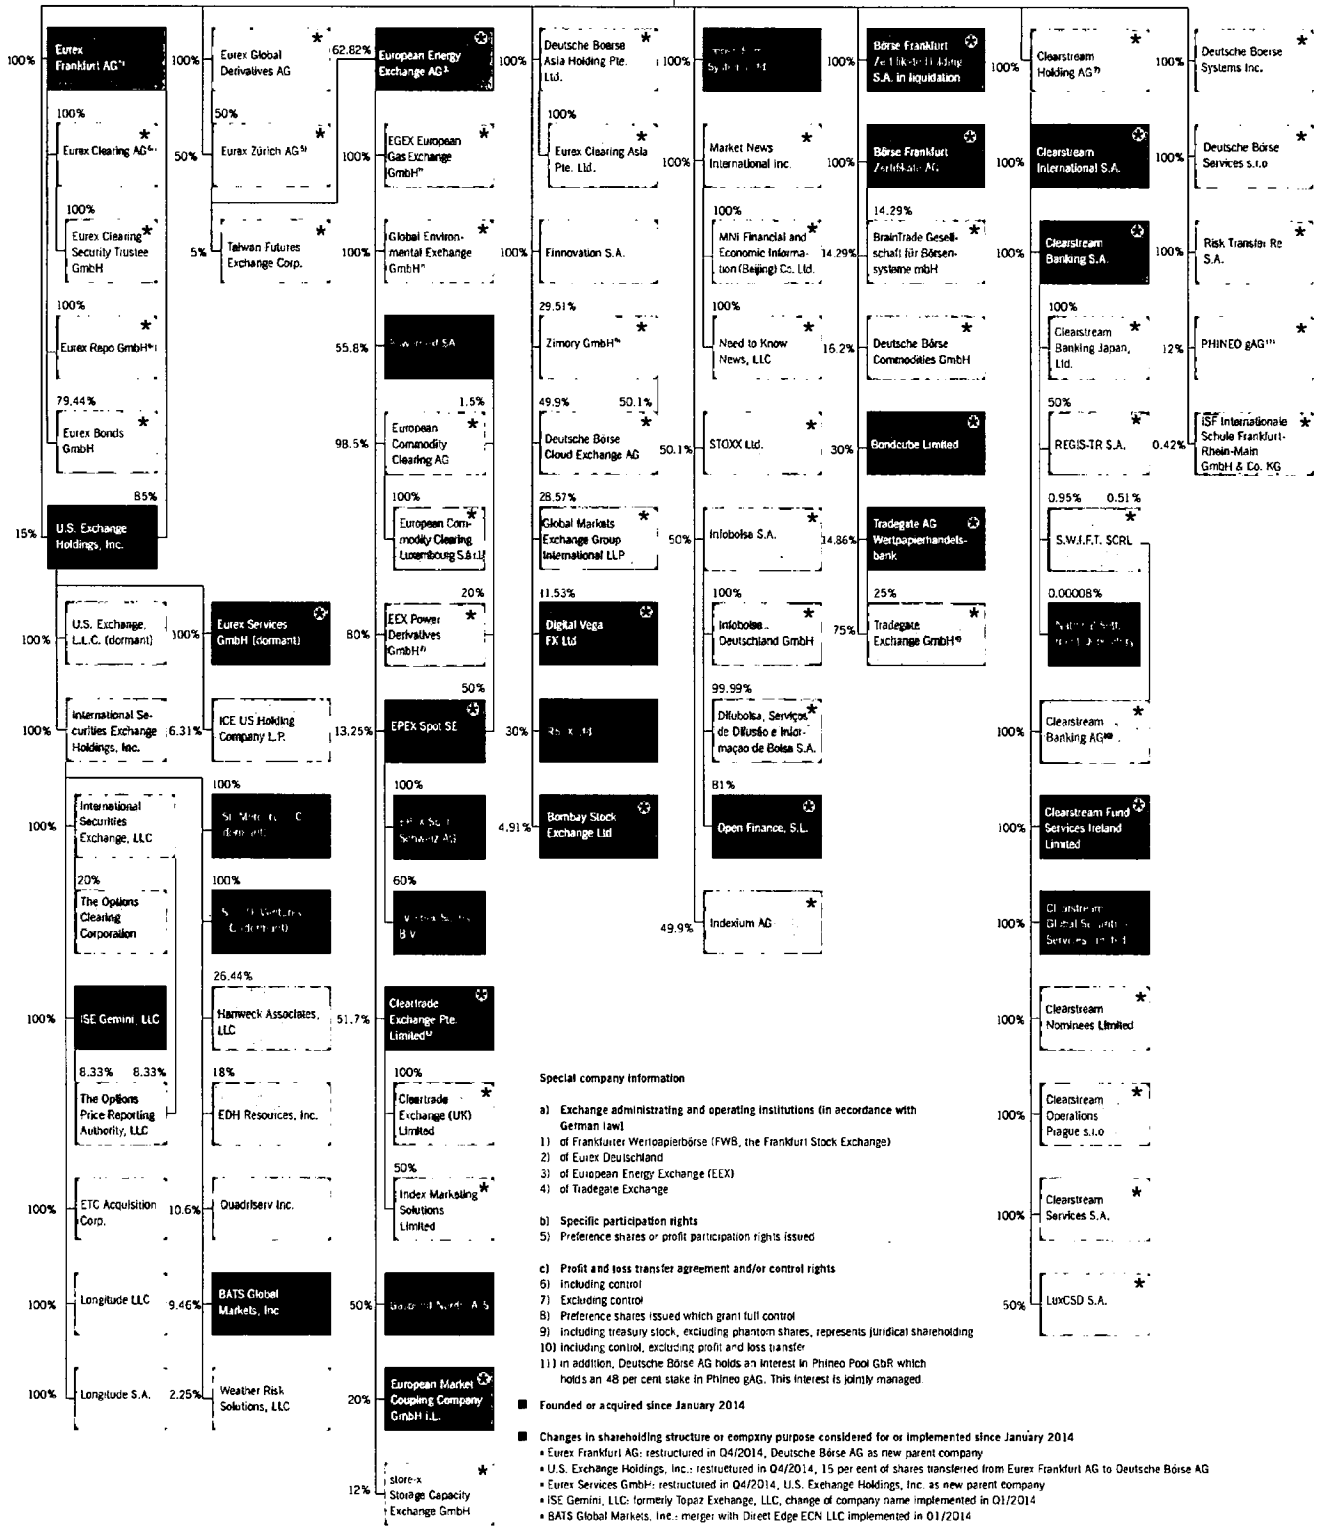 100%
Eurex
Frankfurt AG
100%
Eurex Clearing AG
100%
Eurex Clearing
Security Trustee
GmbH
100%
Eurex Repo GmbH
79.44%
Eurex Bonds
GmbH
85%
15%
U.S. Exchange
Holdings, Inc.
100%
U.S. Exchange,
L.L.C. (dormant)
100%
International Se-
curities Exchange
Holdings, Inc.
100%
International
Securities
Exchange, LLC
20%
The Options
Clearing
Corporation
100%
ISE Gemini, LLC
8.33% 8.33%
The Options
Price Reporting
Authority, LLC
100%
ETC Acquisition
Corp.
100%
Longitude LLC
100%
Longitude S.A.
100%
Eurex Global
Derivatives AG
50%
50%
Eurex Zürich AG 5)
5%
Taiwan Futures
Exchange Corp.
100%
Eurex Services
GmbH (dormant)
6.31%
ICE US Holding
Company L.P.
100%
100%
26.44%
Hanweck Associates,
LLC
18%
EDH Resources, Inc.
10.6%
Quadriserv Inc.
9.46%
BATS Global
Markets, Inc
2.25%
Weather Risk
Solutions, LLC
62.82%
European Energy
Exchange AG
100%
EGEX European
Gas Exchange
GmbH
100%
Global Environ-
mental Exchange
GmbH
55.8%
1.5%
98.5%
European
Commodity
Clearing AG
100%
European Com-
modity Clearing
Luxembourg S.à r.l.
20%
80%
EEX Power
Derivatives
GmbH
50%
13.25%
EPEX Spot SE
100%
60%
51.7%
Cleartrade
Exchange Pte.
Limited
100%
Cleartrade
Exchange (UK)
Limited
50%
Index Marketing
Solutions
Limited
50%
20%
European Market
Coupling Company
GmbH i.L.
12%
store-x
Storage Capacity
Exchange GmbH
100%
Deutsche Boerse
Asia Holding Pte.
Ltd.
100%
Eurex Clearing Asia
Pte. Ltd.
100%
Finnovation S.A.
29.51%
Zimory GmbH
49.9% 50.1%
Deutsche Börse
Cloud Exchange AG
28.57%
Global Markets
Exchange Group
International LLP
11.53%
Digital Vega
FX Ltd
30%
4.91%
Bombay Stock
Exchange Ltd
100%
100%
Market News
International Inc.
100%
MNI Financial and
Economic Informa-
tion (Beijing) Co. Ltd.
100%
Need to Know
News, LLC
50.1%
STOXX Ltd.
50%
Infobolsa S.A.
100%
Infobolsa
Deutschland GmbH
99.99%
Difubolsa, Serviços
de Difusão e Infor-
maçao de Bolsa S.A.
81%
Open Finance, S.L.
49.9%
Indexium AG
100%
Börse Frankfurt
Zertifikate Holding
S.A. in liquidation
100%
Börse Frankfurt
Zertifikate AG
14.29%
14.29%
BrainTrade Gesell-
schaft für Börsen-
systeme mbH
16.2%
Deutsche Börse
Commodities GmbH
30%
Bondcube Limited
14.86%
Tradegate AG
Wertpapierhandels-
bank
25%
75%
Tradegate
Exchange GmbH
100%
Clearstream
Holding AG 7)
100%
Clearstream
International S.A.
100%
Clearstream
Banking S.A.
100%
Clearstream
Banking Japan,
Ltd.
50%
REGIS-TR S.A.
0.95% 0.51%
S.W.I.F.T. SCRL
0.00008%
100%
Clearstream
Banking AG
100%
Clearstream Fund
Services Ireland
Limited
100%
Clearstream
Global Securities
Services Limited
100%
Clearstream
Nominees Limited
100%
Clearstream
Operations
Prague s.r.o
100%
Clearstream
Services S.A.
50%
LuxCSD S.A.
100%
Deutsche Boerse
Systems Inc.
100%
Deutsche Börse
Services s.r.o
100%
Risk Transfer Re
S.A.
12%
PHINEO gAG
0.42%
iSF Internationale
Schule Frankfurt-
Rhein-Main
GmbH & Co. KG
Special company information
a) Exchange administrating and operating institutions (in accordance with
German law)
1) of Frankfurter Wertpapierbörse (FWB, the Frankfurt Stock Exchange)
2) of Eurex Deutschland
3) of European Energy Exchange (EEX)
4) of Tradegate Exchange
b) Specific participation rights
5) Preference shares or profit participation rights issued
c) Profit and loss transfer agreement and/or control rights
6) including control
7) Excluding control
8) Preference shares issued which grant full control
9) including treasury stock, excluding phantom shares, represents juridical shareholding
10) including control, excluding profit and loss transfer
11) in addition, Deutsche Börse AG holds an interest in Phineo Pool GbR which
holds an 48 per cent stake in Phineo gAG. This interest is jointly managed
■ Founded or acquired since January 2014
■ Changes in shareholding structure or company purpose considered for or implemented since January 2014
▪ Eurex Frankfurt AG: restructured in Q4/2014, Deutsche Börse AG as new parent company
▪ U.S. Exchange Holdings, Inc.: restructured in Q4/2014, 15 per cent of shares transferred from Eurex Frankfurt AG to Deutsche Börse AG
▪ Eurex Services GmbH: restructured in Q4/2014, U.S. Exchange Holdings, Inc. as new parent company
▪ ISE Gemini, LLC: formerly Topaz Exchange, LLC, change of company name implemented in Q1/2014
▪ BATS Global Markets, Inc.: merger with Direct Edge ECN LLC implemented in Q1/2014